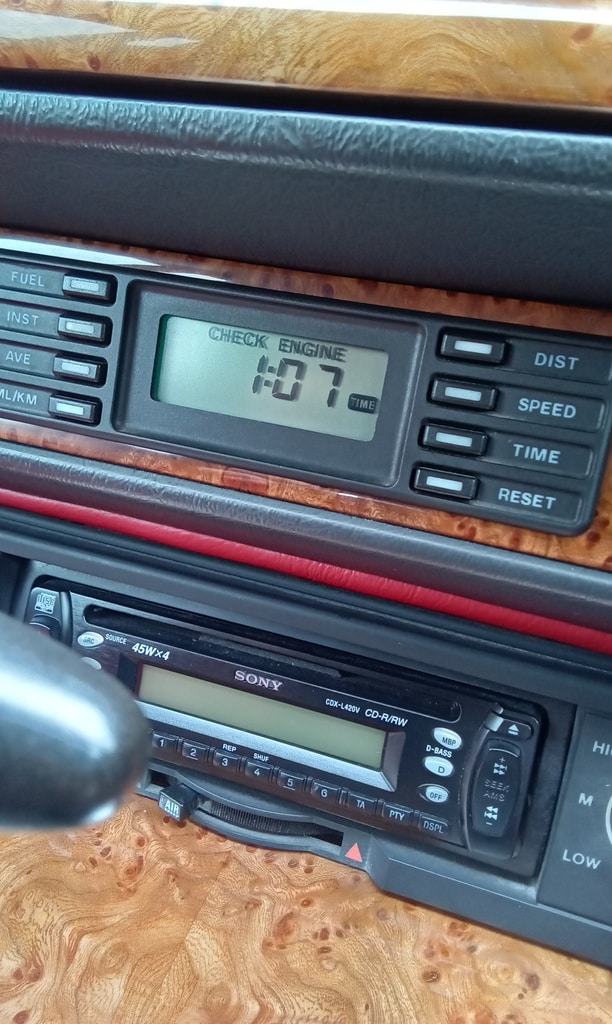 FUEL
INST
AVE
ML/KM
CHECK ENGINE
1:07
TIME
DIST
SPEED
TIME
RESET
SOURCE
45W×4
SONY
CDX-L420V CD-R/RW
MBP
D-BASS
D
OFF
REP
SHUF
1 2 3 4 5 6 TA PTY DSPL
SEEK
AMS
AIR
HI
M
LOW